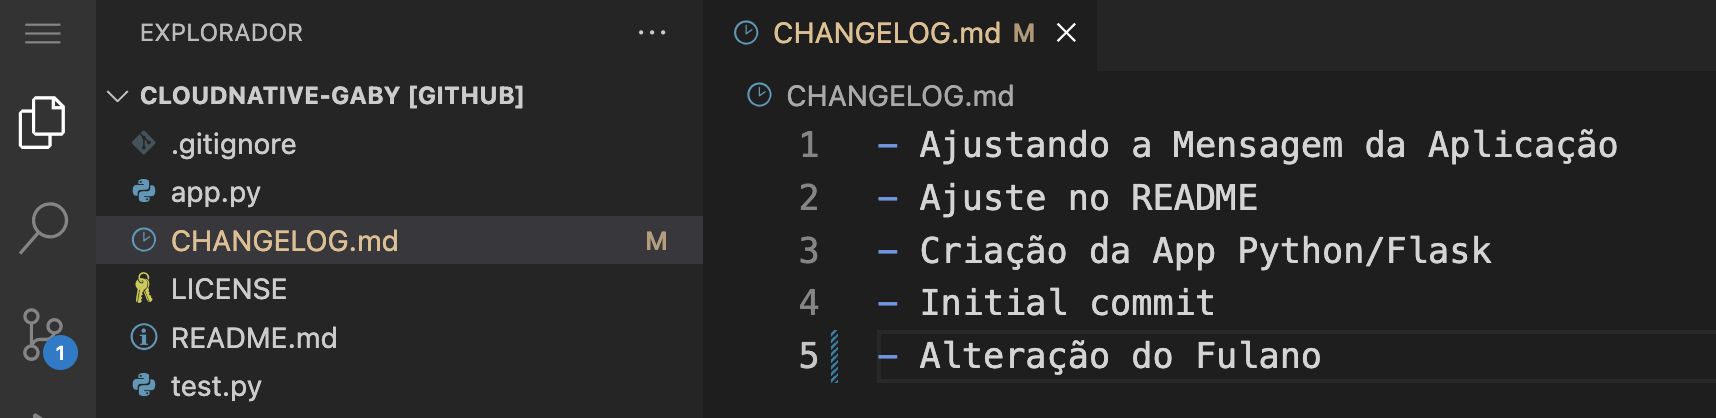 EXPLORADOR
CLOUDNATIVE-GABY [GITHUB]
.gitignore
app.py
CHANGELOG.md M
LICENSE
README.md
test.py
1
CHANGELOG.md M
CHANGELOG.md
1 - Ajustando a Mensagem da Aplicação
2 - Ajuste no README
3 - Criação da App Python/Flask
4 - Initial commit
5 - Alteração do Fulano